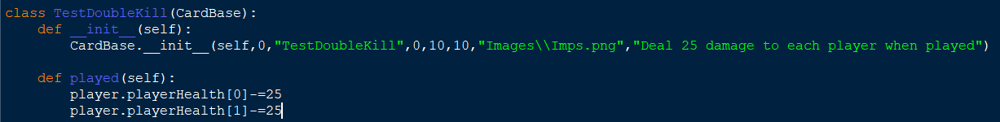 class TestDoubleKill(CardBase):
    def __init__(self):
        CardBase.__init__(self,0,"TestDoubleKill",0,10,10,"Images\\Imps.png","Deal 25 damage to each player when played")
    def played(self):
        player.playerHealth[0]-=25
        player.playerHealth[1]-=25